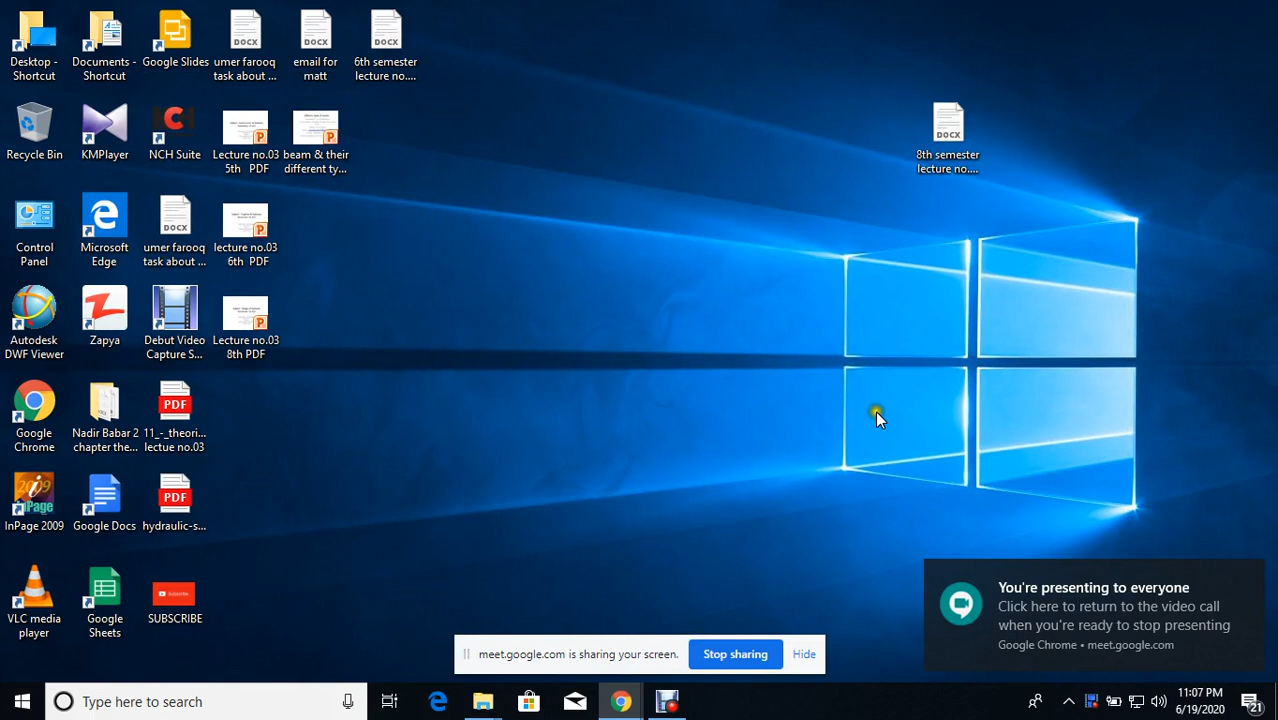 Desktop -
Shortcut
Documents -
Shortcut
Google Slides
DOCX
umer farooq
task about ...
DOCX
email for
matt
DOCX
6th semester
lecture no....
Recycle Bin
KMPlayer
NCH Suite
Lecture no.03
5th PDF
beam & their
different ty...
DOCX
8th semester
lecture no....
Control
Panel
Microsoft
Edge
DOCX
umer farooq
task about ...
lecture no.03
6th PDF
Autodesk
DWF Viewer
Zapya
Debut Video
Capture S...
Lecture no.03
8th PDF
Google
Chrome
Nadir Babar 2
chapter the...
PDF
11_-_theori...
lectue no.03
2009
InPage 2009
Google Docs
PDF
hydraulic-s...
VLC media
player
Google
Sheets
Subscribe
SUBSCRIBE
You're presenting to everyone
Click here to return to the video call
when you're ready to stop presenting
Google Chrome • meet.google.com
meet.google.com is sharing your screen.
Stop sharing
Hide
Type here to search
11:07 PM
6/19/2020
21